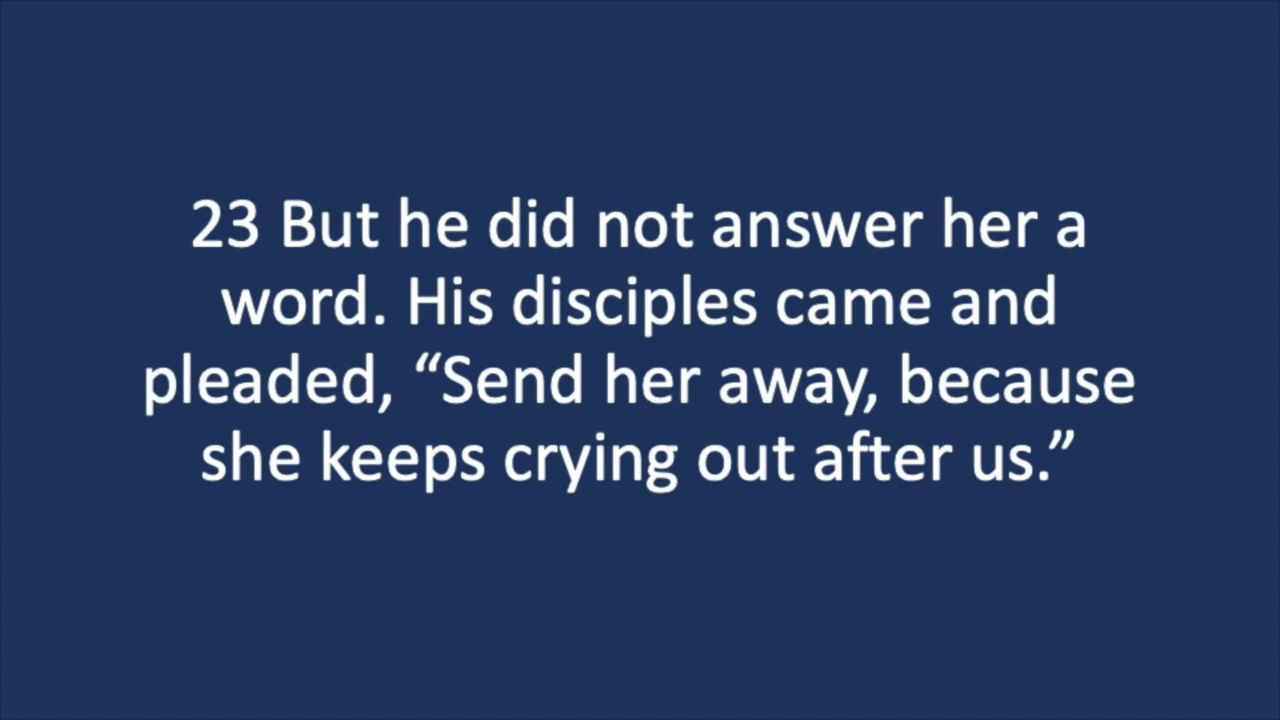 23 But he did not answer her a
word. His disciples came and
pleaded, “Send her away, because
she keeps crying out after us.”